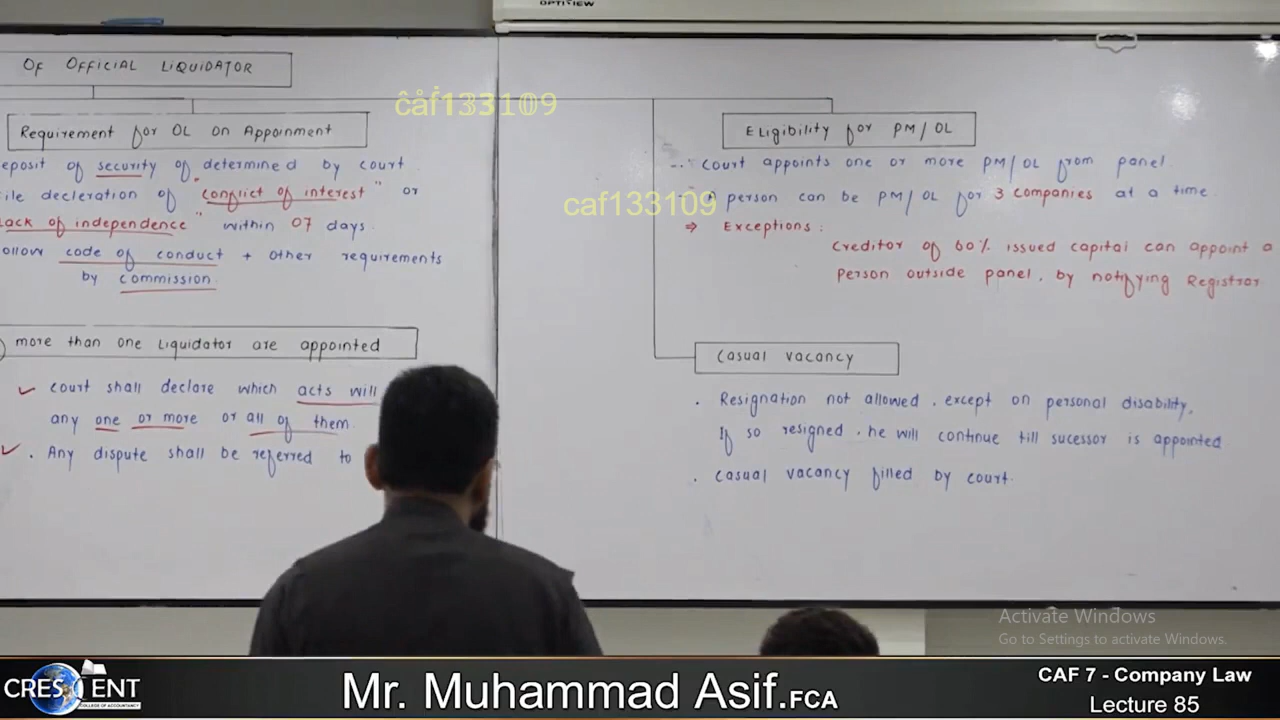 OPTIVIEW
OF OFFICIAL LIQUIDATOR
Requirement for OL on Appoinment
eposit of security of determined by court
ile decleration of "conflict of interest" or
Lack of independence" within 07 days
ollow code of conduct + other requirements
by commission
more than one Liquidator are appointed
court shall declare which acts will
any one or more or all of them.
. Any dispute shall be referred to
Eligibility for PM/OL
court appoints one or more PM/OL from panel.
person can be PM/OL for 3 companies at a time
⇒ Exceptions:
creditor of 60% issued capital can appoint a
Person outside panel, by notifying Registror
Casual vacancy
. Resignation not allowed, except on personal disability,
If so resigned, he will continue till sucessor is appointed
. Casual vacancy filled by court.
caf133109
caf133109
Activate Windows
Go to Settings to activate Windows.
CRESCENT
COLLEGE OF ACCOUNTANCY
Mr. Muhammad Asif.FCA
CAF 7 - Company Law
Lecture 85